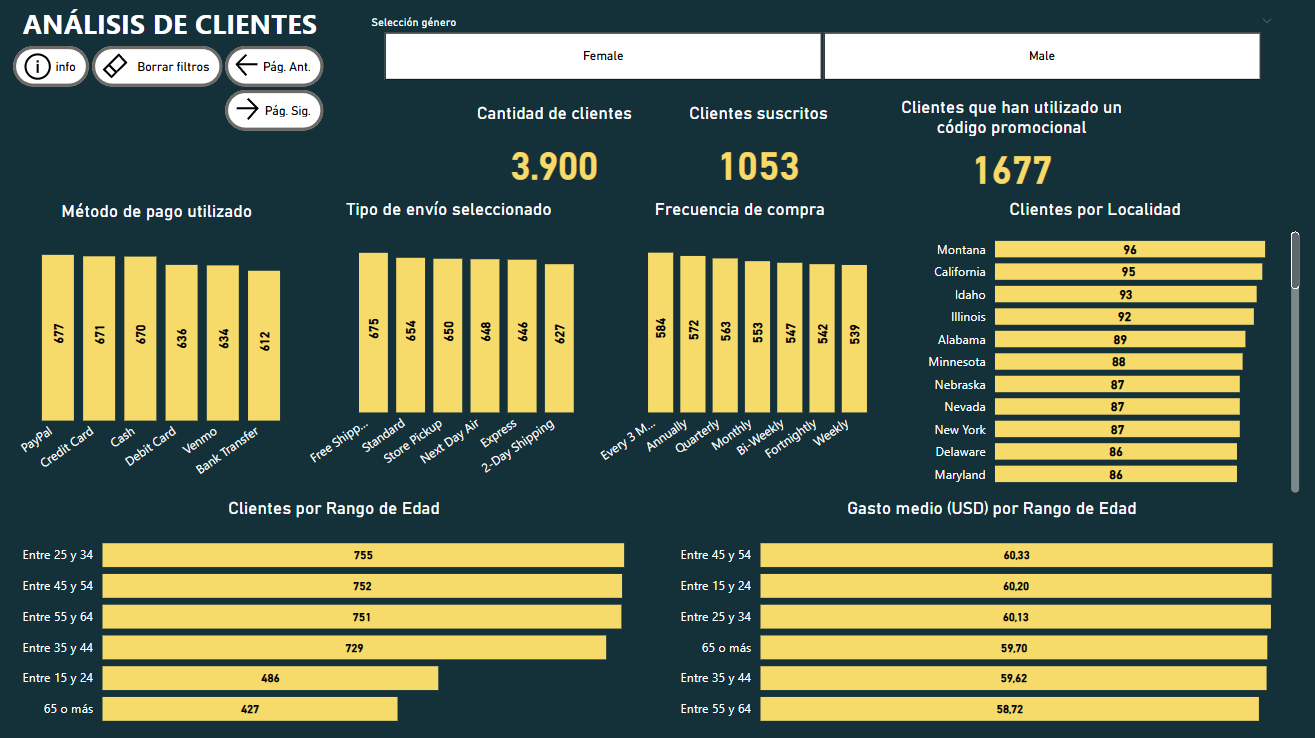 ANÁLISIS DE CLIENTES
info
Borrar filtros
Pág. Ant.
Pág. Sig.
Selección género
Female
Male
Cantidad de clientes
3.900
Clientes suscritos
1053
Clientes que han utilizado un
código promocional
1677
Método de pago utilizado
677
671
670
636
634
612
PayPal
Credit Card
Cash
Debit Card
Venmo
Bank Transfer
Tipo de envío seleccionado
675
654
650
648
646
627
Free Shipp...
Standard
Store Pickup
Next Day Air
Express
2-Day Shipping
Frecuencia de compra
584
572
563
553
547
542
539
Every 3 M...
Annually
Quarterly
Monthly
Bi-Weekly
Fortnightly
Weekly
Clientes por Localidad
Montana 96
California 95
Idaho 93
Illinois 92
Alabama 89
Minnesota 88
Nebraska 87
Nevada 87
New York 87
Delaware 86
Maryland 86
Clientes por Rango de Edad
Entre 25 y 34 755
Entre 45 y 54 752
Entre 55 y 64 751
Entre 35 y 44 729
Entre 15 y 24 486
65 o más 427
Gasto medio (USD) por Rango de Edad
Entre 45 y 54 60,33
Entre 15 y 24 60,20
Entre 25 y 34 60,13
65 o más 59,70
Entre 35 y 44 59,62
Entre 55 y 64 58,72